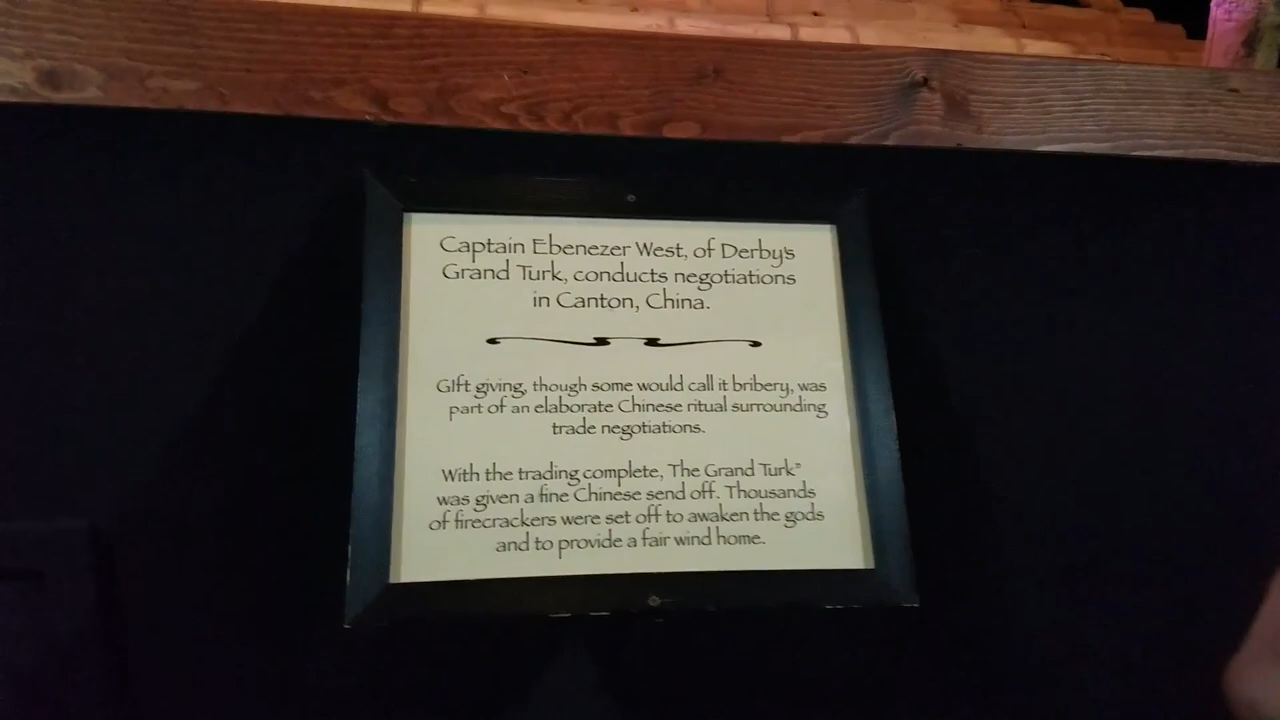 Captain Ebenezer West, of Derby's
Grand Turk, conducts negotiations
in Canton, China.
GIft giving, though some would call it bribery, was
part of an elaborate Chinese ritual surrounding
trade negotiations.
With the trading complete, The Grand Turk"
was given a fine Chinese send off. Thousands
of firecrackers were set off to awaken the gods
and to provide a fair wind home.